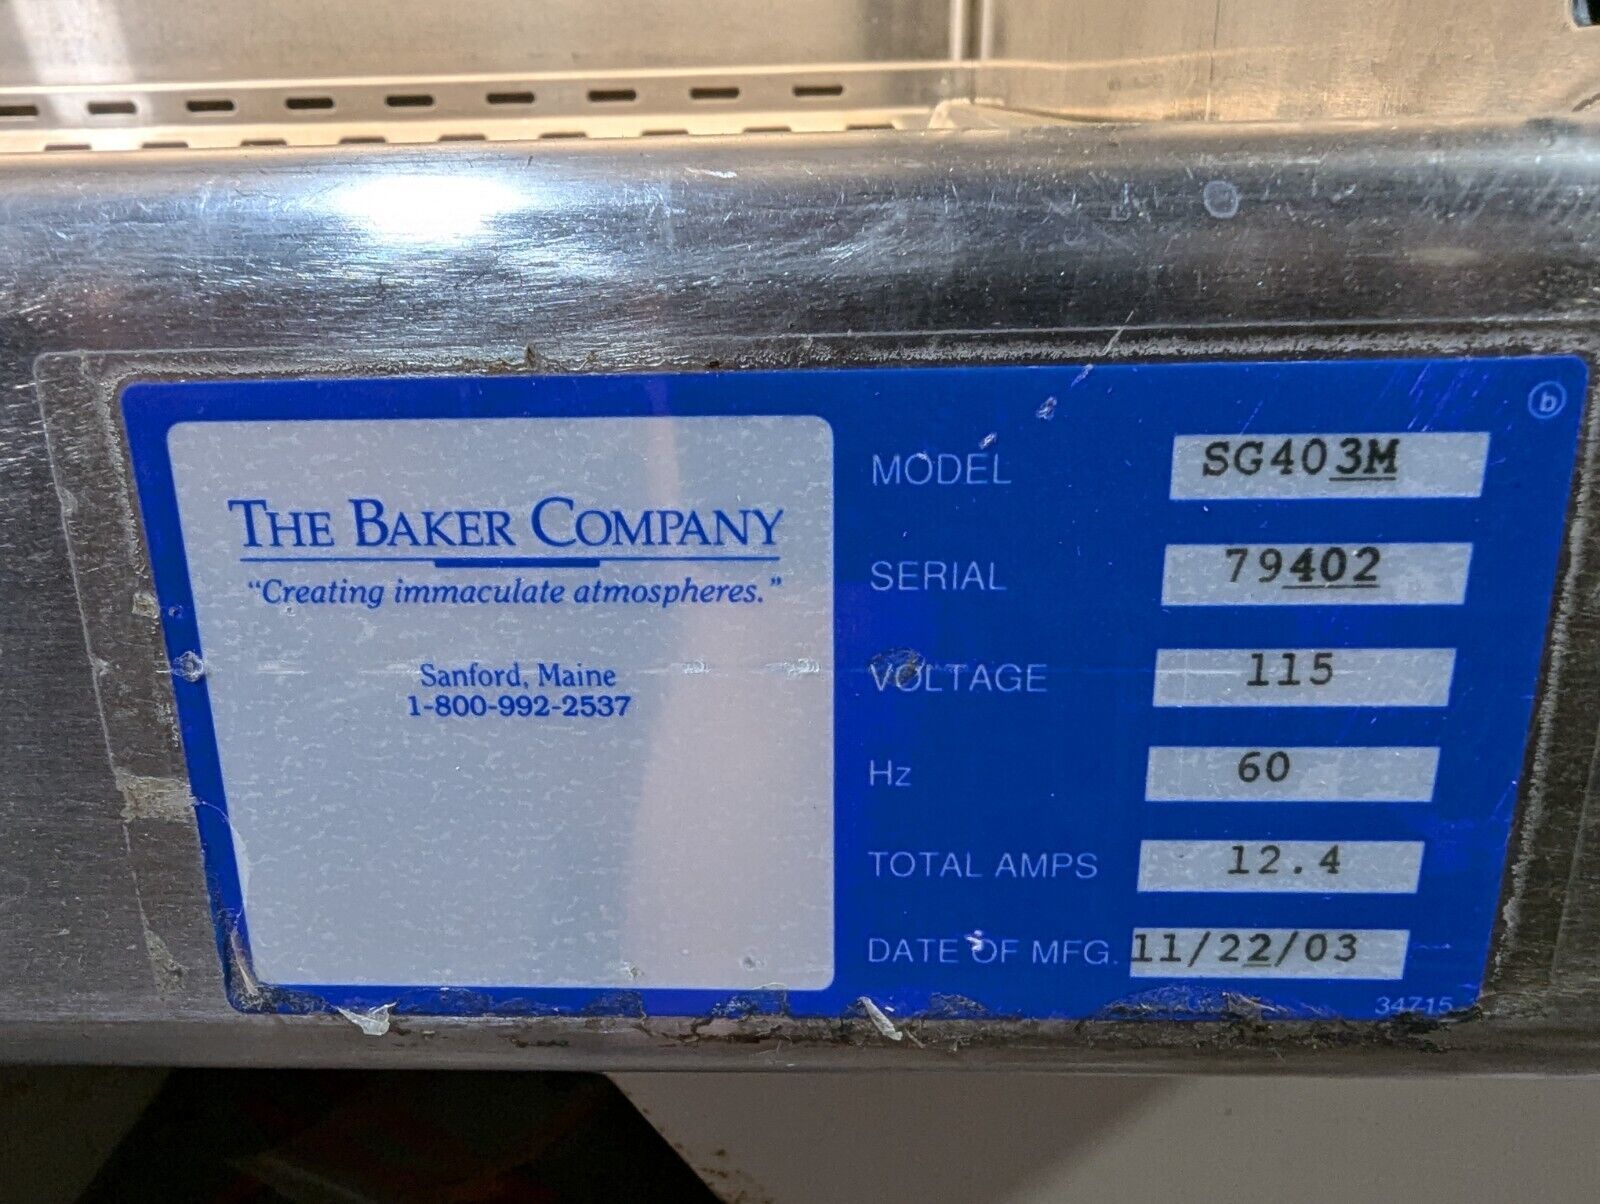 THE BAKER COMPANY
"Creating immaculate atmospheres."
Sanford, Maine
1-800-992-2537
b
MODEL SG403M
SERIAL 79402
VOLTAGE 115
Hz 60
TOTAL AMPS 12.4
DATE OF MFG. 11/22/03
34715